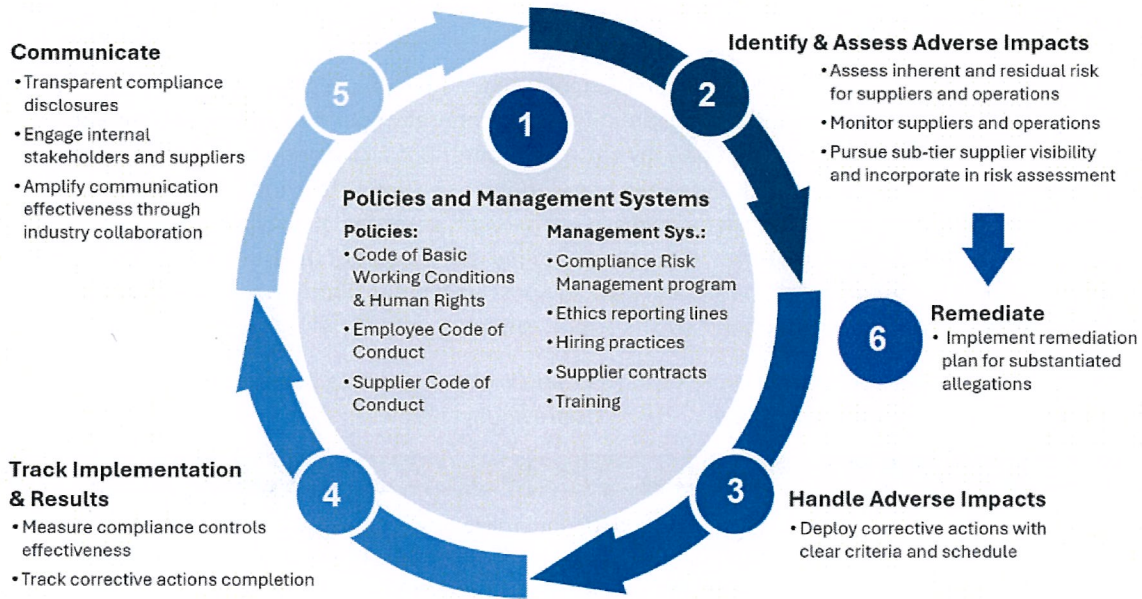 1
Policies and Management Systems
Policies:
• Code of Basic
Working Conditions
& Human Rights
• Employee Code of
Conduct
• Supplier Code of
Conduct
Management Sys.:
• Compliance Risk
Management program
• Ethics reporting lines
• Hiring practices
• Supplier contracts
• Training
2
Identify & Assess Adverse Impacts
• Assess inherent and residual risk
for suppliers and operations
• Monitor suppliers and operations
• Pursue sub-tier supplier visibility
and incorporate in risk assessment
3
Handle Adverse Impacts
• Deploy corrective actions with
clear criteria and schedule
4
Track Implementation
& Results
• Measure compliance controls
effectiveness
• Track corrective actions completion
5
Communicate
• Transparent compliance
disclosures
• Engage internal
stakeholders and suppliers
• Amplify communication
effectiveness through
industry collaboration
6
Remediate
• Implement remediation
plan for substantiated
allegations